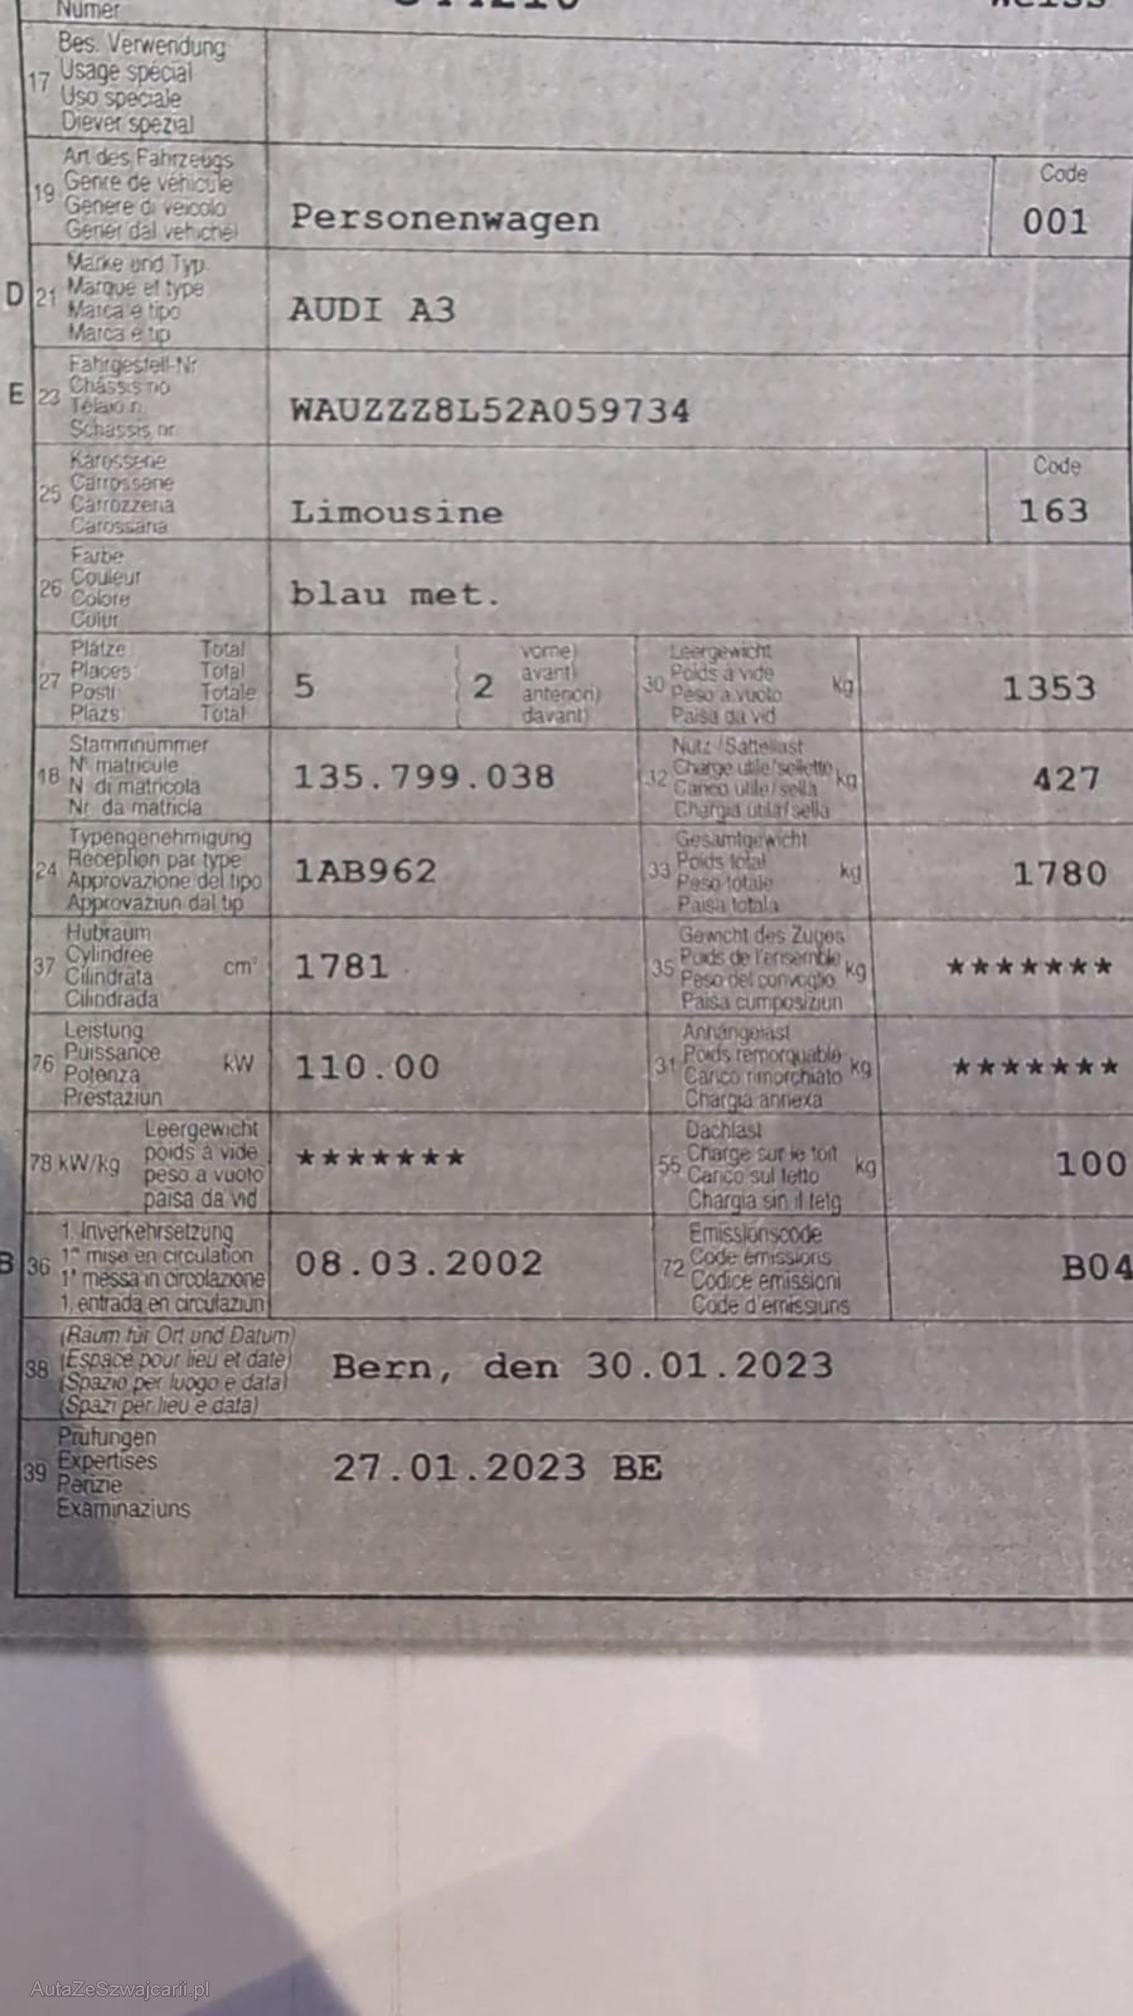 Numer weiss
Bes. Verwendung
17 Usage spécial
Uso speciale
Diever spezial
Art des Fahrzeugs Code
19 Genre de véhicule
Genere di veicolo Personenwagen 001
Gener dal vehichel
Marke und Typ
D 21 Marque et type AUDI A3
Marca e tipo
Marca e tip
Fahrgestell-Nr
E 23 Châssis no WAUZZZ8L52A059734
Telaio n.
Schassis nr.
Karosserie Code
25 Carrosserie
Carrozzeria Limousine 163
Carossaria
Farbe
26 Couleur blau met.
Colore
Colur
Plätze Total vorne) Leergewicht
27 Places Total 5 ( 2 avant) 30 Poids à vide kg 1353
Posti Totale anteriori) Peso a vuoto
Plazs Total davant) Paisa da vid
Stammnummer Nutz-/Sattellast
18 N° matricule 135.799.038 32 Charge utile/sellette kg 427
N. di matricola Carico utile/sella
Nr. da matricla Chargia utila/sella
Typengenehmigung Gesamtgewicht
24 Réception par type 1AB962 33 Poids total kg 1780
Approvazione del tipo Peso totale
Approvaziun dal tip Paisa totala
Hubraum Gewicht des Zuges
37 Cylindrée cm³ 1781 35 Poids de l'ensemble kg *******
Cilindrata Peso del convoglio
Cilindrada Paisa cumposiziun
Leistung Anhängelast
76 Puissance kW 110.00 31 Poids remorquable kg *******
Potenza Carico rimorchiato
Prestaziun Chargia annexa
Leergewicht Dachlast
78 kW/kg poids à vide ******* 55 Charge sur le toit kg 100
peso a vuoto Carico sul tetto
paisa da vid Chargia sin il tetg
1. Inverkehrsetzung Emissionscode
B 36 1re mise en circulation 08.03.2002 72 Code émissions B04
1a messa in circolazione Codice emissioni
1. entrada en circulaziun Code d'emissiuns
(Raum für Ort und Datum)
38 (Espace pour lieu et date) Bern, den 30.01.2023
(Spazio per luogo e data)
(Spazi per lieu e data)
Prüfungen
39 Expertises 27.01.2023 BE
Perizie
Examinaziuns
AutaZeSzwajcarii.pl